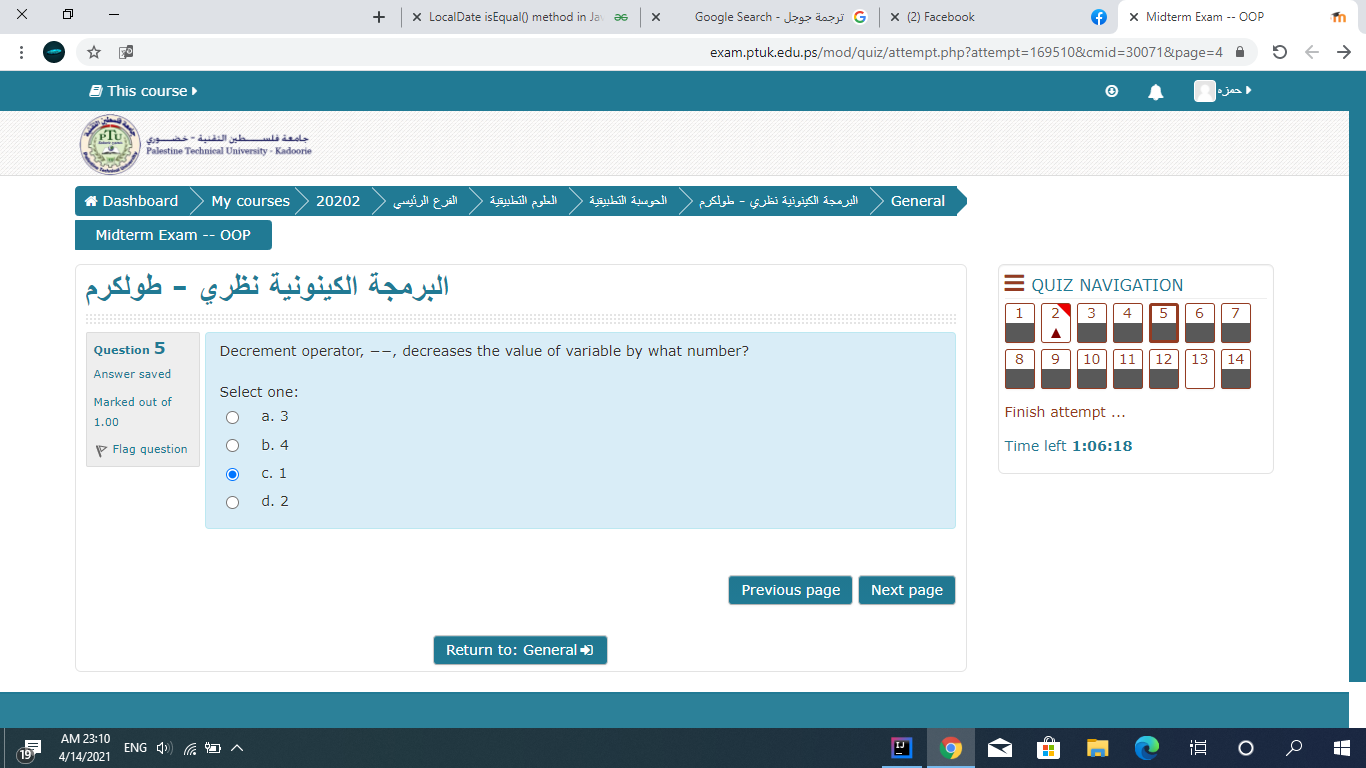 LocalDate isEqual() method in Ja
ترجمة جوجل - Google Search
(2) Facebook
Midterm Exam -- OOP
exam.ptuk.edu.ps/mod/quiz/attempt.php?attempt=169510&cmid=30071&page=4
This course
حمزه
PTU
جامعة فلسطين التقنية - خضوري
Palestine Technical University - Kadoorie
Dashboard
My courses
20202
الفرع الرئيسي
العلوم التطبيقية
الحوسبة التطبيقية
البرمجة الكينونية نظري - طولكرم
General
Midterm Exam -- OOP
البرمجة الكينونية نظري - طولكرم
Question 5
Answer saved
Marked out of
1.00
Flag question
Decrement operator, −−, decreases the value of variable by what number?
Select one:
a. 3
b. 4
c. 1
d. 2
Previous page
Next page
Return to: General
QUIZ NAVIGATION
1 2 3 4 5 6 7
8 9 10 11 12 13 14
Finish attempt ...
Time left 1:06:18
19
AM 23:10
4/14/2021
ENG
IJ